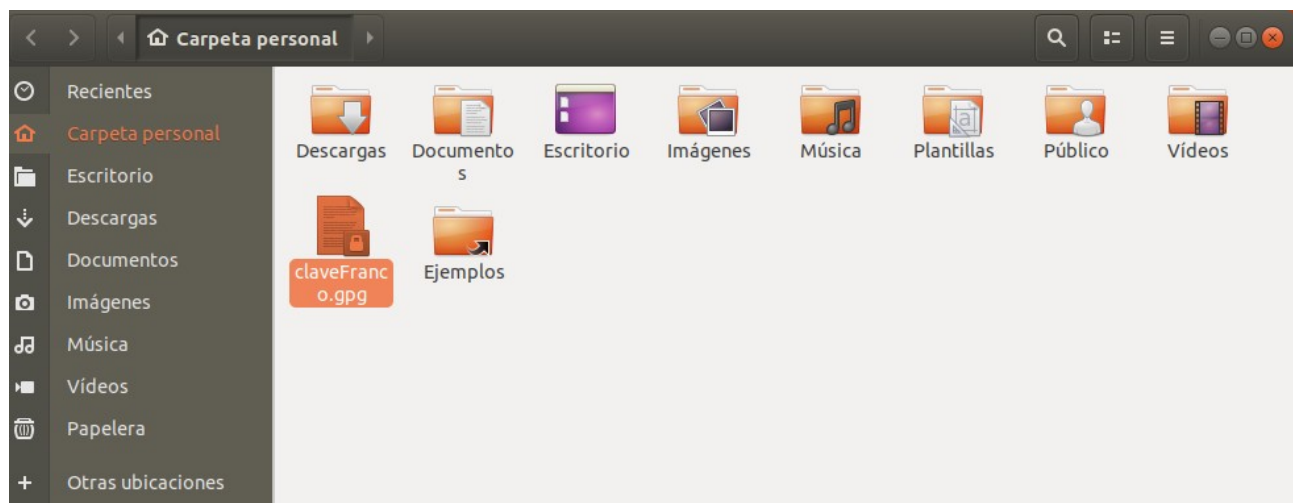 Carpeta personal
Recientes
Carpeta personal
Escritorio
Descargas
Documentos
Imágenes
Música
Vídeos
Papelera
Otras ubicaciones
Descargas
Documento
s
Escritorio
Imágenes
Música
Plantillas
Público
Vídeos
claveFranc
o.gpg
Ejemplos